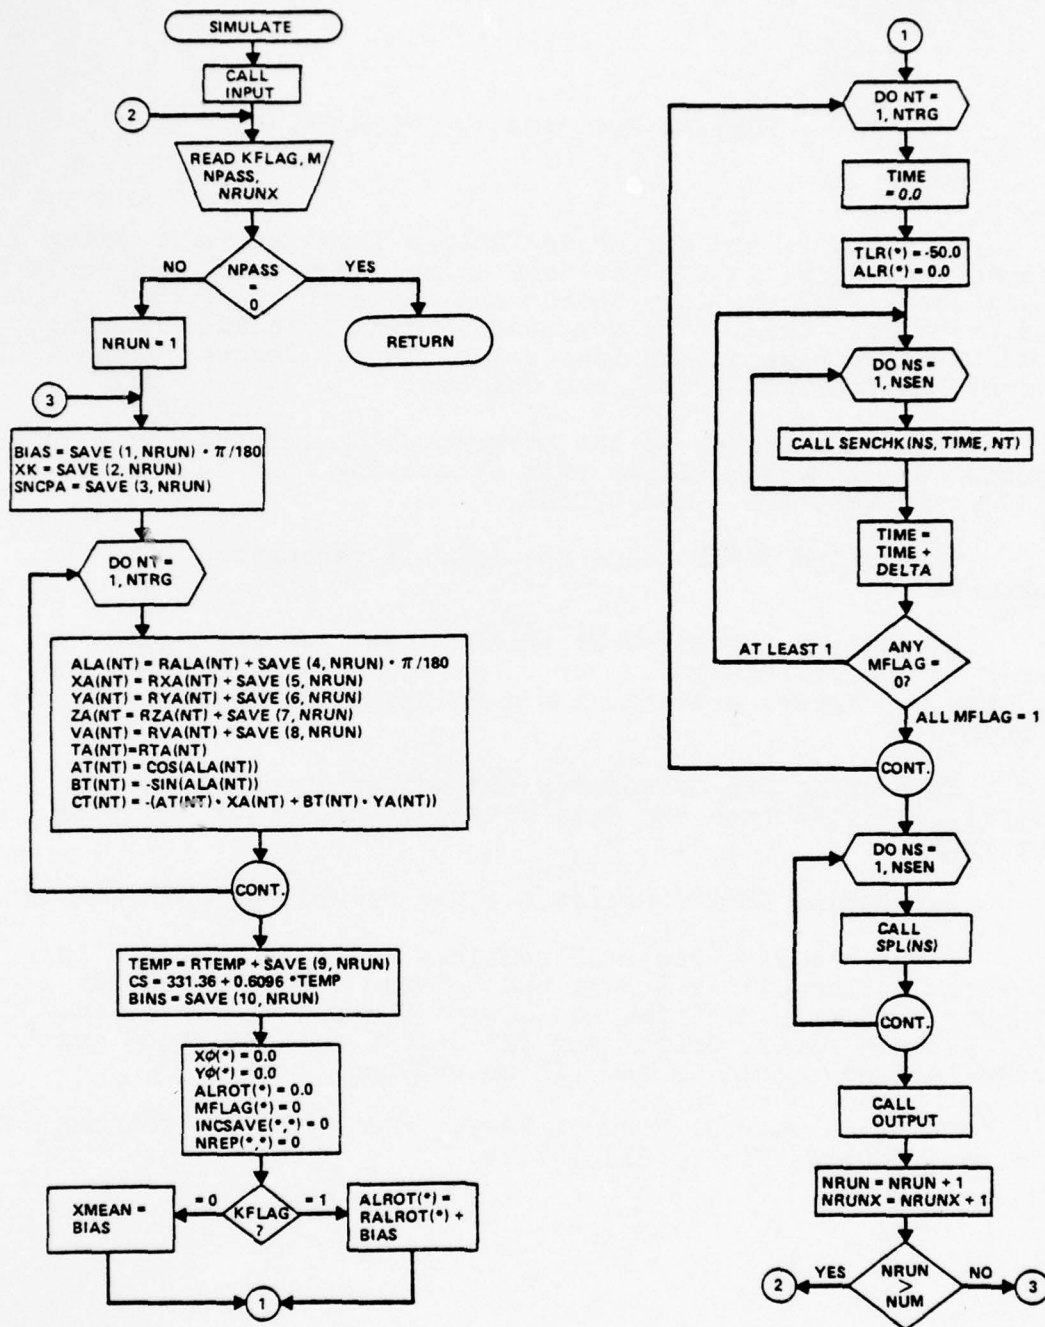 SIMULATE
CALL
INPUT
2
READ KFLAG, M
NPASS,
NRUNX
NO
NPASS
=
0
YES
RETURN
NRUN = 1
3
BIAS = SAVE (1, NRUN) · π/180
XK = SAVE (2, NRUN)
SNCPA = SAVE (3, NRUN)
DO NT =
1, NTRG
ALA(NT) = RALA(NT) + SAVE (4, NRUN) · π/180
XA(NT) = RXA(NT) + SAVE (5, NRUN)
YA(NT) = RYA(NT) + SAVE (6, NRUN)
ZA(NT = RZA(NT) + SAVE (7, NRUN)
VA(NT) = RVA(NT) + SAVE (8, NRUN)
TA(NT)=RTA(NT)
AT(NT) = COS(ALA(NT))
BT(NT) = -SIN(ALA(NT))
CT(NT) = -(AT(NT) · XA(NT) + BT(NT) · YA(NT))
CONT.
TEMP = RTEMP + SAVE (9, NRUN)
CS = 331.36 + 0.6096 *TEMP
BINS = SAVE (10, NRUN)
Xϕ(*) = 0.0
Yϕ(*) = 0.0
ALROT(*) = 0.0
MFLAG(*) = 0
INCSAVE(*,*) = 0
NREP(*,*) = 0
XMEAN =
BIAS
= 0
KFLAG
?
= 1
ALROT(*) =
RALROT(*) +
BIAS
1
1
DO NT =
1, NTRG
TIME
= 0.0
TLR(*) = -50.0
ALR(*) = 0.0
DO NS =
1, NSEN
CALL SENCHK(NS, TIME, NT)
TIME =
TIME +
DELTA
AT LEAST 1
ANY
MFLAG =
0?
ALL MFLAG = 1
CONT.
DO NS =
1, NSEN
CALL
SPL(NS)
CONT.
CALL
OUTPUT
NRUN = NRUN + 1
NRUNX = NRUNX + 1
2
YES
NRUN
>
NUM
NO
3